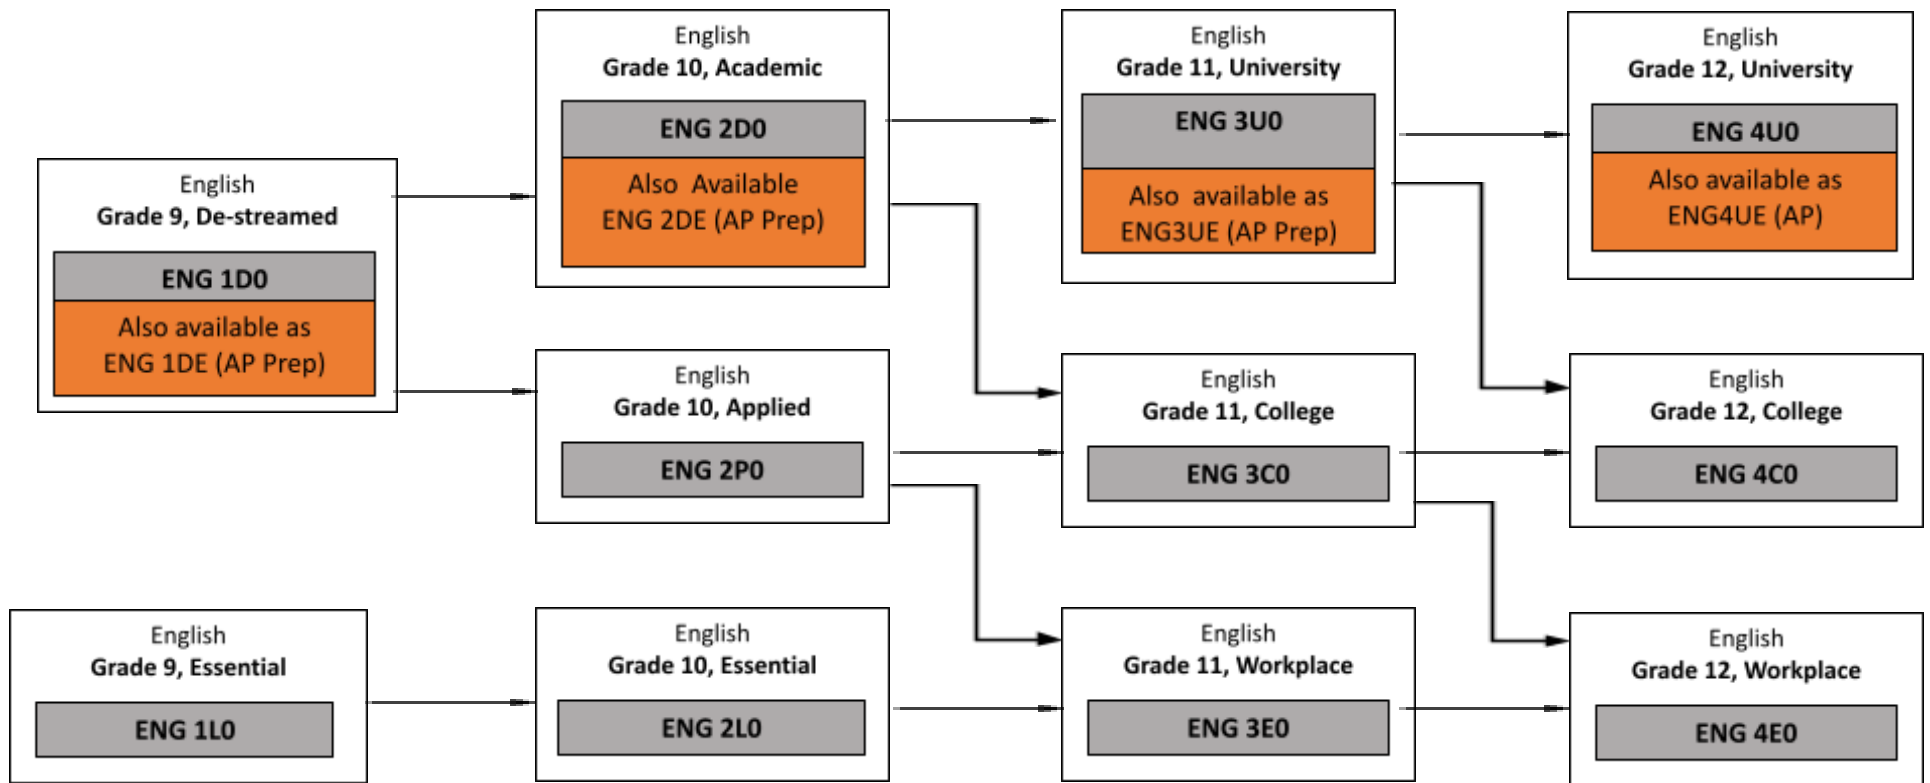 English
Grade 9, De-streamed
ENG 1D0
Also available as
ENG 1DE (AP Prep)
English
Grade 9, Essential
ENG 1L0
English
Grade 10, Academic
ENG 2D0
Also  Available
ENG 2DE (AP Prep)
English
Grade 10, Applied
ENG 2P0
English
Grade 10, Essential
ENG 2L0
English
Grade 11, University
ENG 3U0
Also  available as
ENG3UE (AP Prep)
English
Grade 11, College
ENG 3C0
English
Grade 11, Workplace
ENG 3E0
English
Grade 12, University
ENG 4U0
Also available as
ENG4UE (AP)
English
Grade 12, College
ENG 4C0
English
Grade 12, Workplace
ENG 4E0